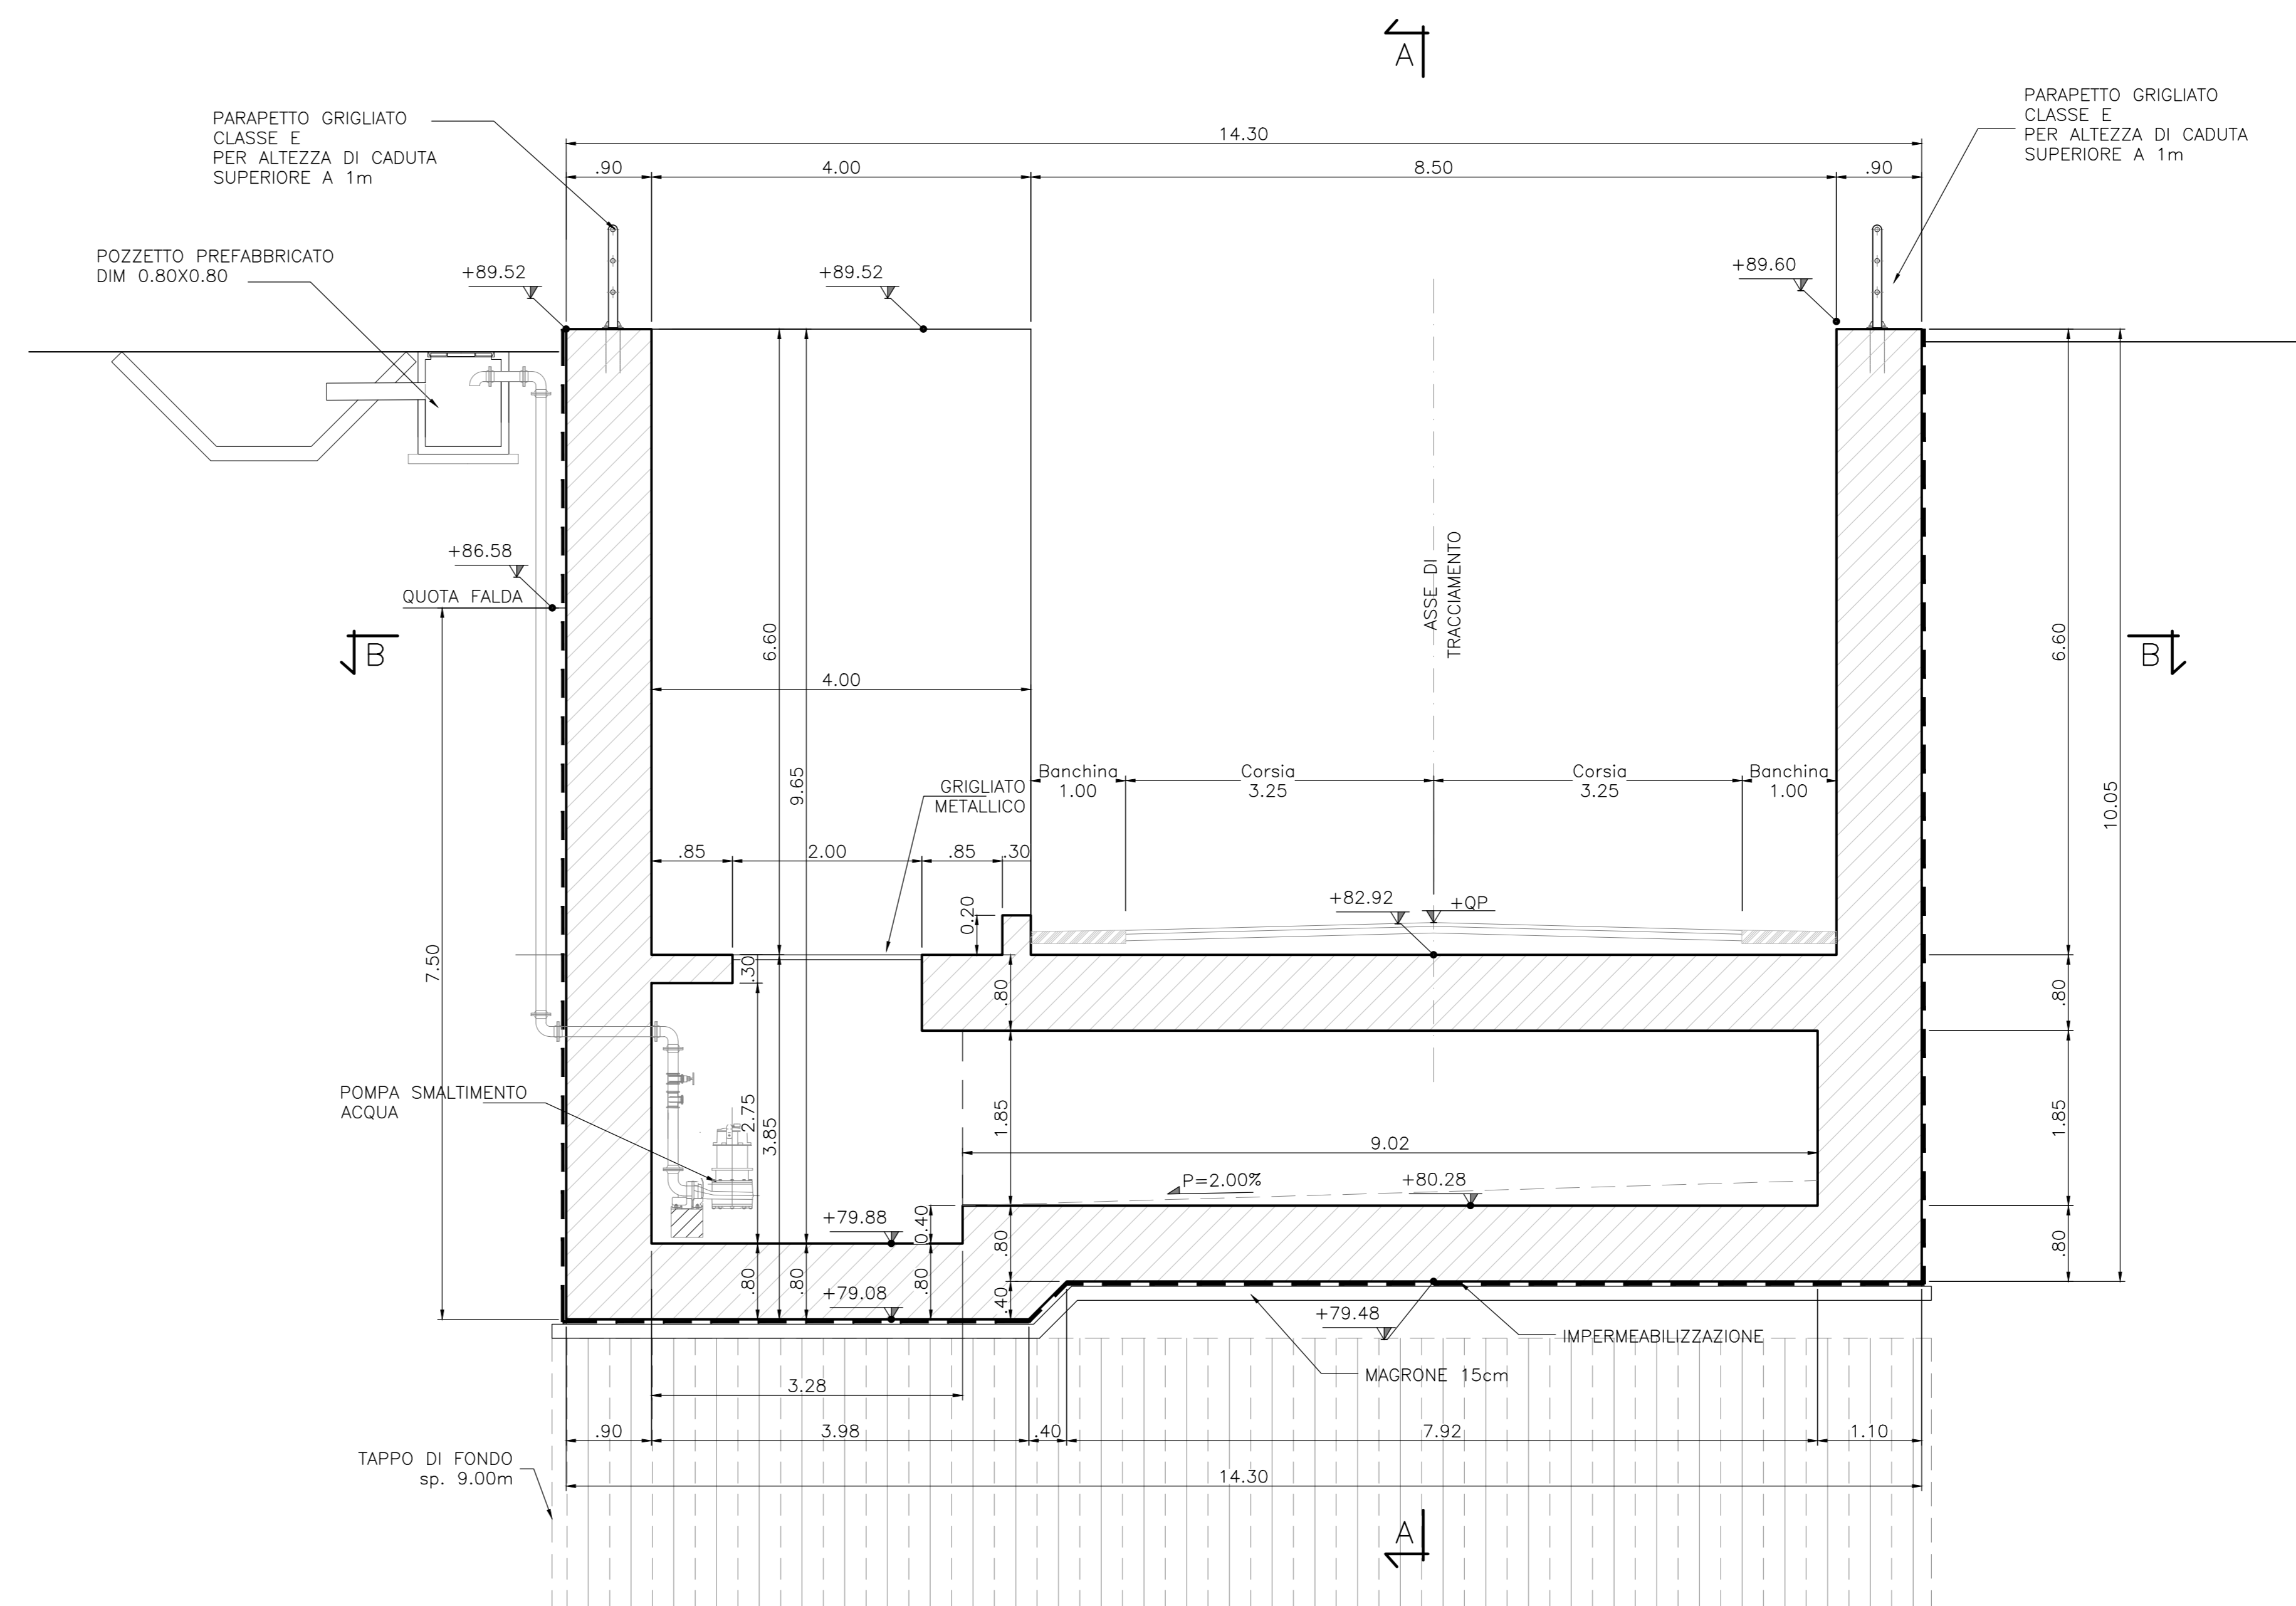 A
PARAPETTO GRIGLIATO
CLASSE E
PER ALTEZZA DI CADUTA
SUPERIORE A 1m
PARAPETTO GRIGLIATO
CLASSE E
PER ALTEZZA DI CADUTA
SUPERIORE A 1m
14.30
.90
4.00
8.50
.90
POZZETTO PREFABBRICATO
DIM 0.80X0.80
+89.52
+89.52
+89.60
+86.58
QUOTA FALDA
B
B
ASSE DI
TRACCIAMENTO
6.60
6.60
4.00
9.65
10.05
GRIGLIATO
METALLICO
Banchina
1.00
Corsia
3.25
Corsia
3.25
Banchina
1.00
.85
2.00
.85
.30
0.20
+82.92
+QP
7.50
.30
.80
.80
POMPA SMALTIMENTO
ACQUA
2.75
3.85
1.85
1.85
9.02
P=2.00%
+80.28
+79.88
0.40
.80
.80
.80
.80
.80
.40
+79.08
+79.48
IMPERMEABILIZZAZIONE
MAGRONE 15cm
3.28
.90
3.98
.40
7.92
1.10
TAPPO DI FONDO
sp. 9.00m
14.30
A